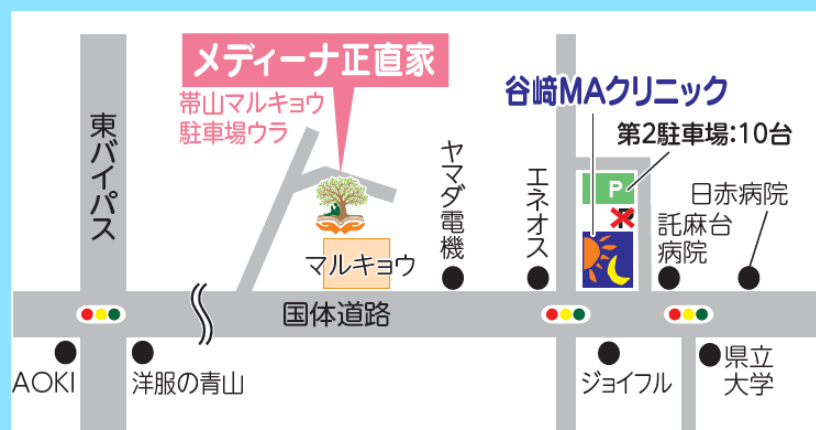 メディーナ正直家
帯山マルキョウ
駐車場ウラ
谷﨑MAクリニック
第2駐車場:10台
東バイパス
ヤマダ電機
エネオス
P
日赤病院
託麻台
病院
マルキョウ
国体道路
AOKI
洋服の青山
ジョイフル
県立
大学